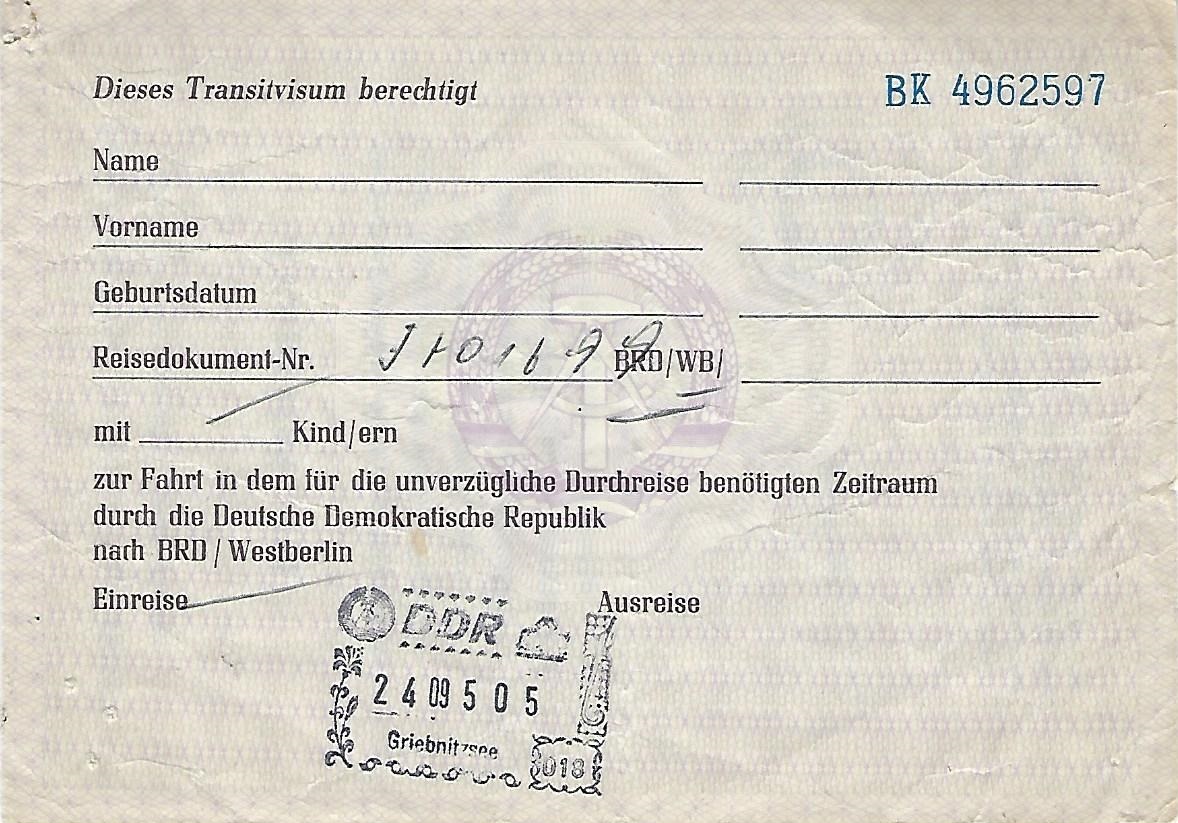 Dieses Transitvisum berechtigt BK 4962597
Name
Vorname
Geburtsdatum
Reisedokument-Nr. BRD/WB/
mit Kind/ern
zur Fahrt in dem für die unverzügliche Durchreise benötigten Zeitraum
durch die Deutsche Demokratische Republik
nach BRD / Westberlin
Einreise Ausreise
DDR
24 09 5 0 5
Griebnitzsee
018